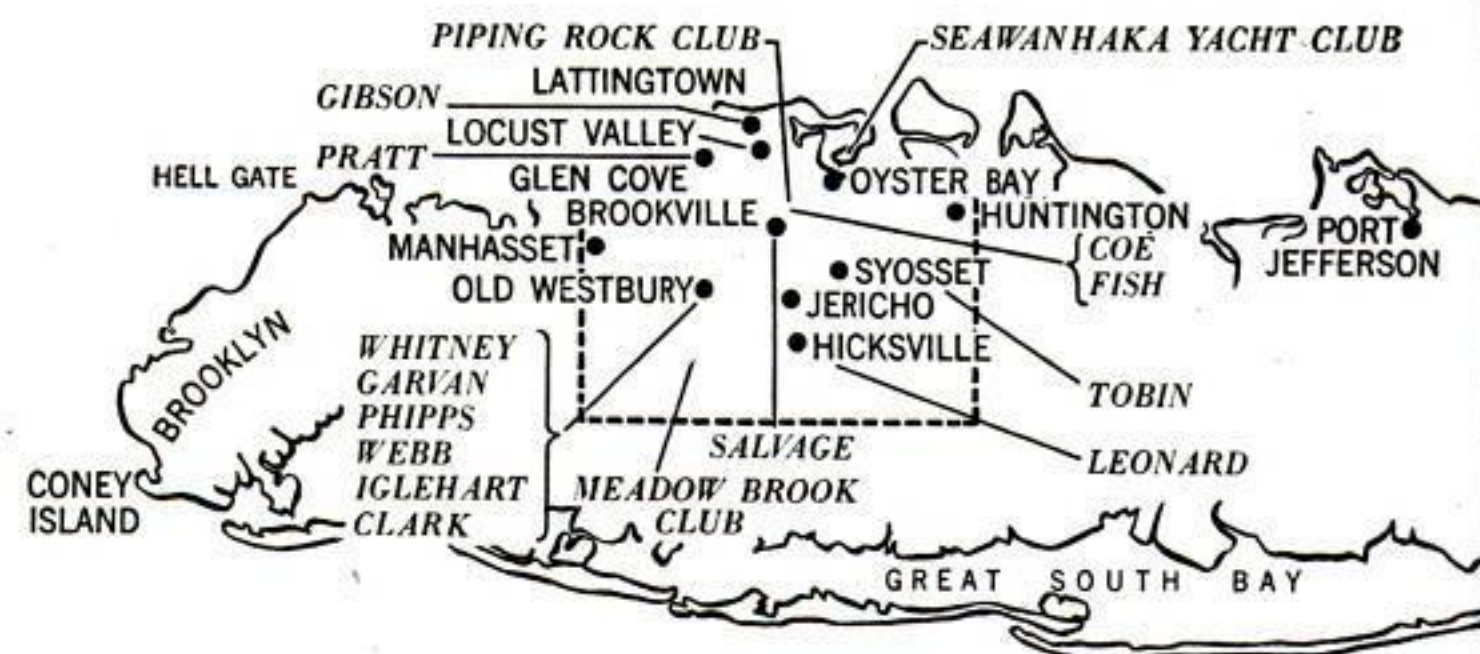 PIPING ROCK CLUB
SEAWANHAKA YACHT CLUB
LATTINGTOWN
GIBSON
LOCUST VALLEY
PRATT
HELL GATE
GLEN COVE
OYSTER BAY
BROOKVILLE
HUNTINGTON
MANHASSET
COE
FISH
PORT
JEFFERSON
OLD WESTBURY
SYOSSET
JERICHO
HICKSVILLE
BROOKLYN
WHITNEY
GARVAN
PHIPPS
WEBB
IGLEHART
CLARK
TOBIN
SALVAGE
LEONARD
CONEY
ISLAND
MEADOW BROOK
CLUB
GREAT SOUTH BAY